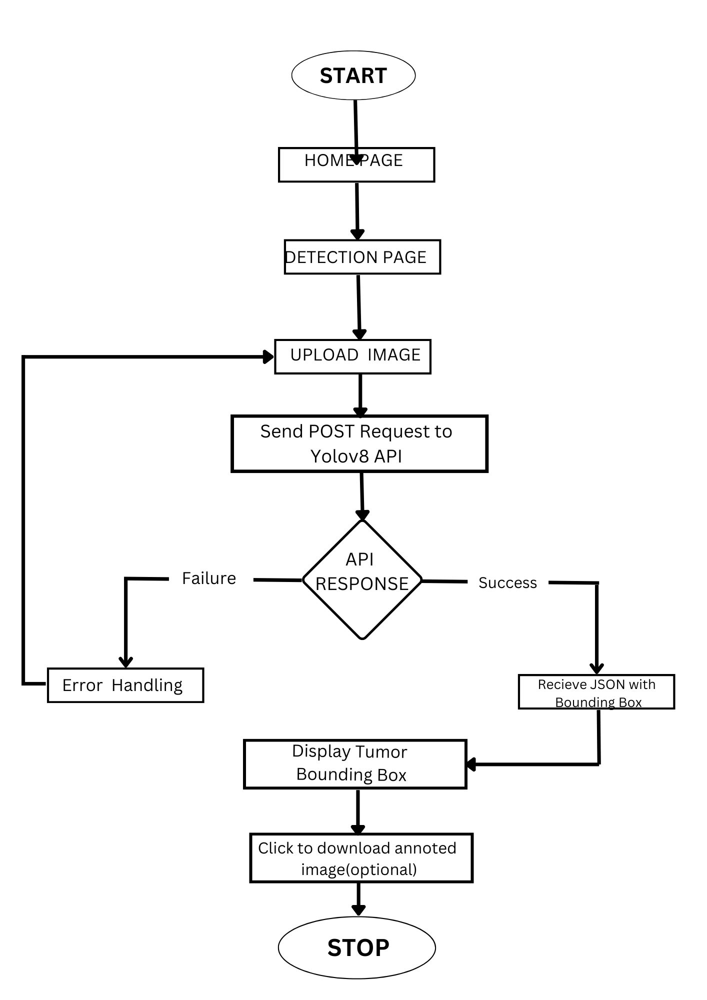 START
HOME PAGE
DETECTION PAGE
UPLOAD  IMAGE
Send POST Request to
Yolov8 API
API
RESPONSE
Failure
Success
Error  Handling
Recieve JSON with
Bounding Box
Display Tumor
Bounding Box
Click to download annoted
image(optional)
STOP